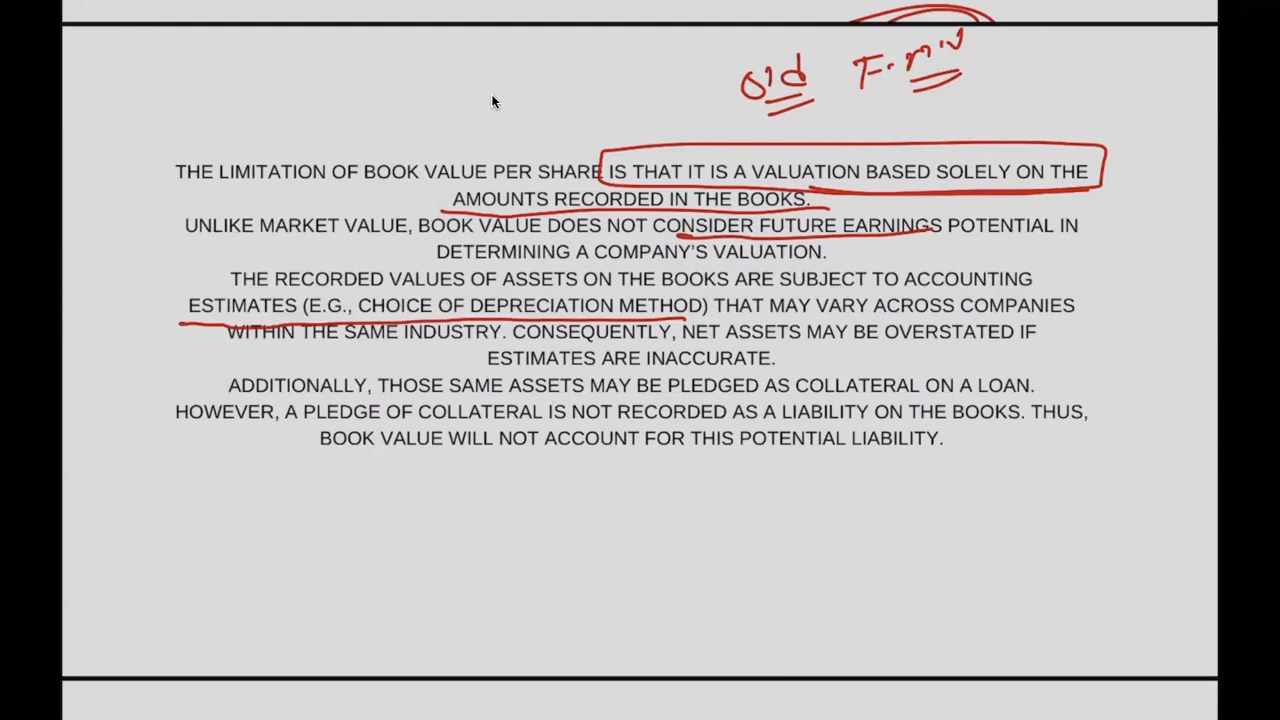 old F.m.v
THE LIMITATION OF BOOK VALUE PER SHARE IS THAT IT IS A VALUATION BASED SOLELY ON THE
AMOUNTS RECORDED IN THE BOOKS.
UNLIKE MARKET VALUE, BOOK VALUE DOES NOT CONSIDER FUTURE EARNINGS POTENTIAL IN
DETERMINING A COMPANY'S VALUATION.
THE RECORDED VALUES OF ASSETS ON THE BOOKS ARE SUBJECT TO ACCOUNTING
ESTIMATES (E.G., CHOICE OF DEPRECIATION METHOD) THAT MAY VARY ACROSS COMPANIES
WITHIN THE SAME INDUSTRY. CONSEQUENTLY, NET ASSETS MAY BE OVERSTATED IF
ESTIMATES ARE INACCURATE.
ADDITIONALLY, THOSE SAME ASSETS MAY BE PLEDGED AS COLLATERAL ON A LOAN.
HOWEVER, A PLEDGE OF COLLATERAL IS NOT RECORDED AS A LIABILITY ON THE BOOKS. THUS,
BOOK VALUE WILL NOT ACCOUNT FOR THIS POTENTIAL LIABILITY.